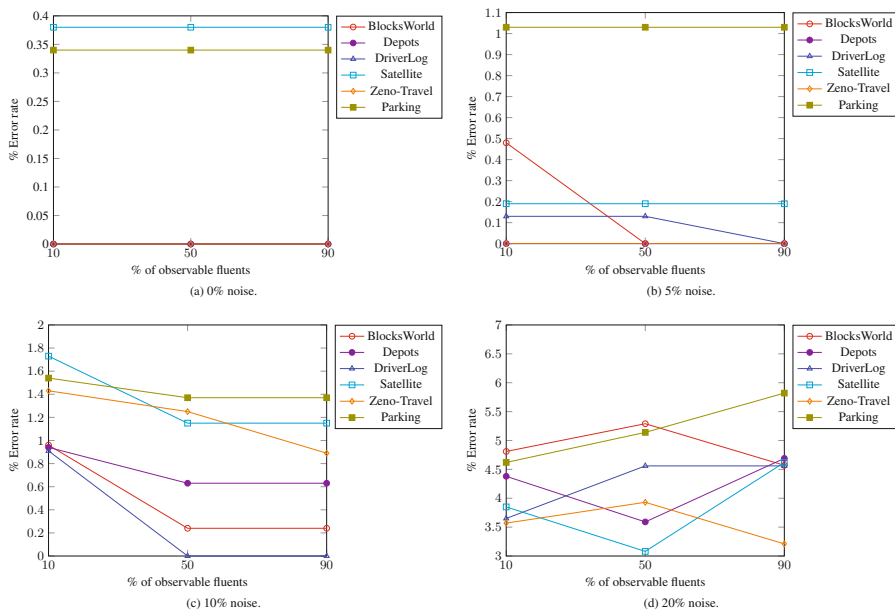 0.4
0.35
0.3
0.25
0.2
0.15
0.1
0.05
0
% Error rate
10
50
90
% of observable fluents
BlocksWorld
Depots
DriverLog
Satellite
Zeno-Travel
Parking
(a) 0% noise.
1.1
1
0.9
0.8
0.7
0.6
0.5
0.4
0.3
0.2
0.1
0
% Error rate
10
50
90
% of observable fluents
BlocksWorld
Depots
DriverLog
Satellite
Zeno-Travel
Parking
(b) 5% noise.
2
1.8
1.6
1.4
1.2
1
0.8
0.6
0.4
0.2
0
% Error rate
10
50
90
% of observable fluents
BlocksWorld
Depots
DriverLog
Satellite
Zeno-Travel
Parking
(c) 10% noise.
7
6.5
6
5.5
5
4.5
4
3.5
3
% Error rate
10
50
90
% of observable fluents
BlocksWorld
Depots
DriverLog
Satellite
Zeno-Travel
Parking
(d) 20% noise.